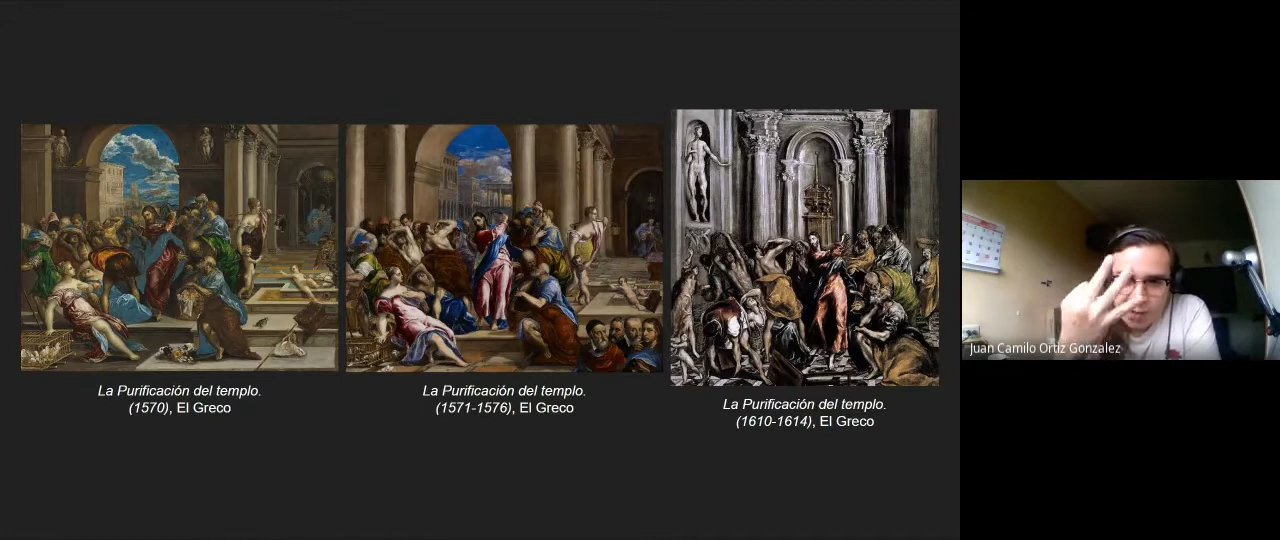 La Purificación del templo.
(1570), El Greco
La Purificación del templo.
(1571-1576), El Greco
La Purificación del templo.
(1610-1614), El Greco
Juan Camilo Ortiz Gonzalez